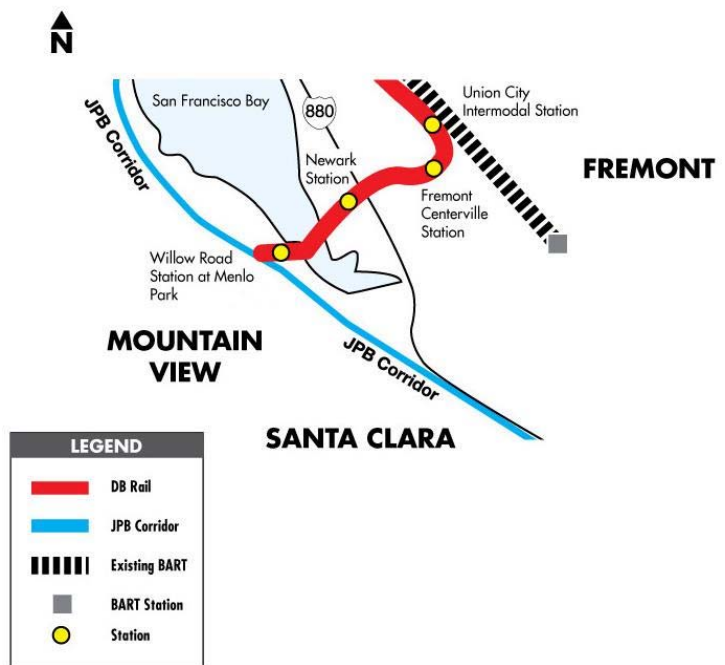 N
San Francisco Bay
880
Union City
Intermodal Station
JPB Corridor
Newark
Station
FREMONT
Fremont
Centerville
Station
Willow Road
Station at Menlo
Park
MOUNTAIN
VIEW
JPB Corridor
SANTA CLARA
LEGEND
DB Rail
JPB Corridor
Existing BART
BART Station
Station